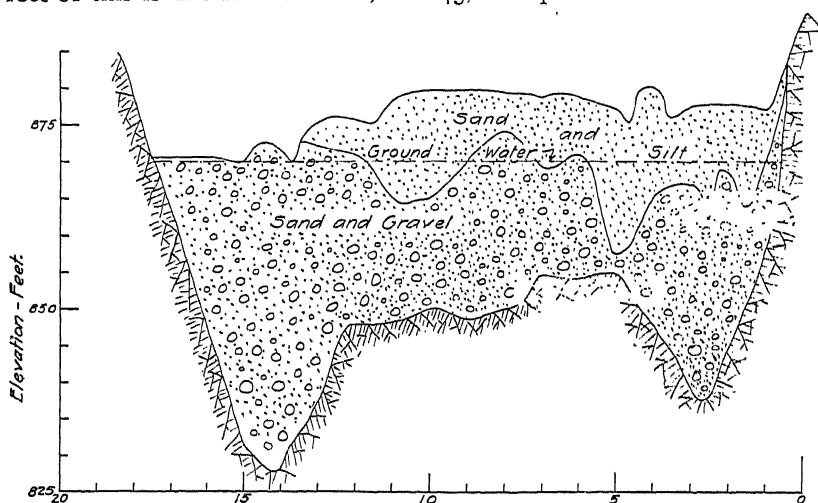 875
Sand
and
Ground Water
Silt
Sand and Gravel
850
Elevation - Feet.
825
20 15 10 5 0